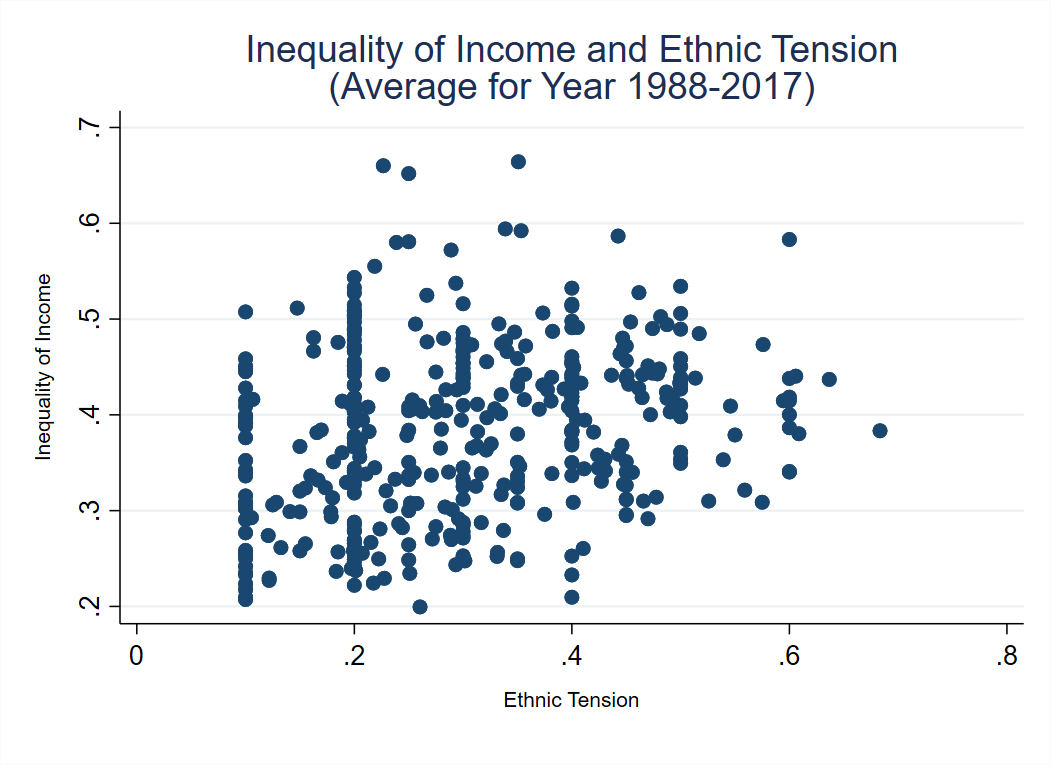 Inequality of Income and Ethnic Tension
(Average for Year 1988-2017)
Inequality of Income
.7
.6
.5
.4
.3
.2
0 .2 .4 .6 .8
Ethnic Tension